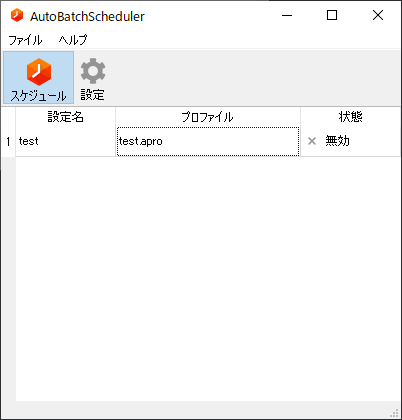 AutoBatchScheduler
ファイル ヘルプ
スケジュール 設定
設定名 プロファイル 状態
1 test test.apro × 無効